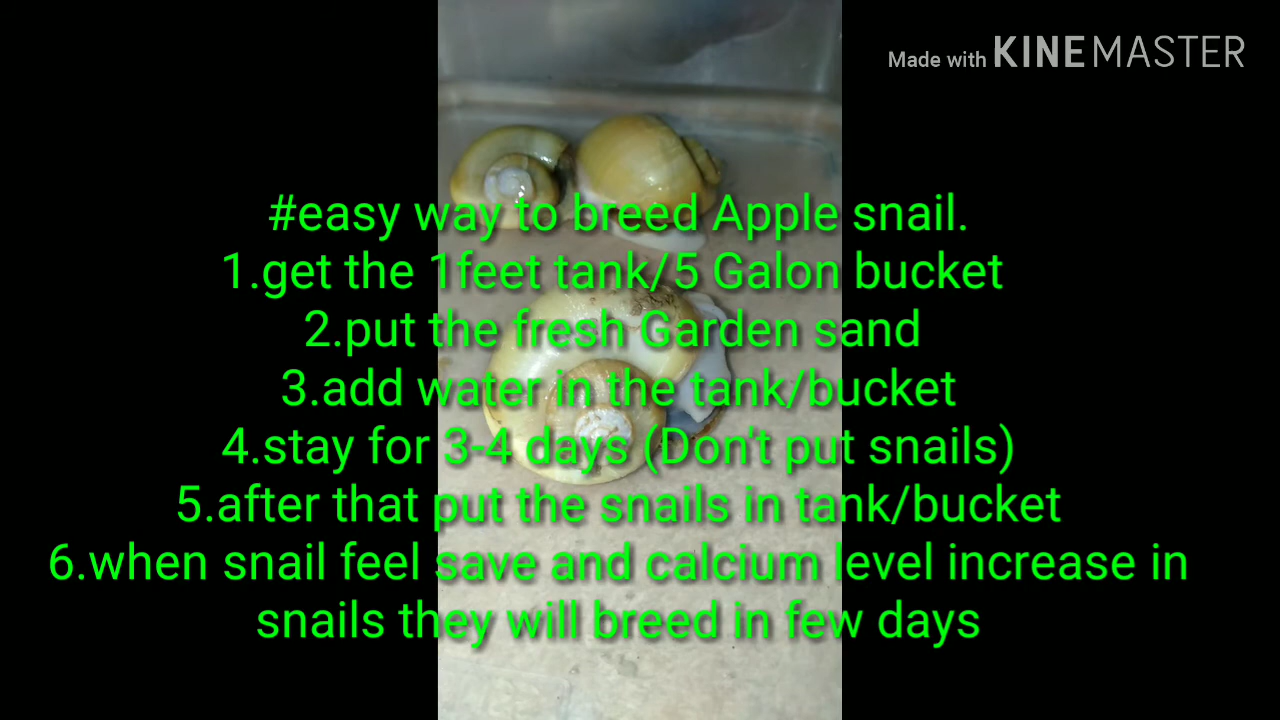 Made with KINEMASTER
#easy way to breed Apple snail.
1.get the 1feet tank/5 Galon bucket
2.put the fresh Garden sand
3.add water in the tank/bucket
4.stay for 3-4 days (Don't put snails)
5.after that put the snails in tank/bucket
6.when snail feel save and calcium level increase in
snails they will breed in few days